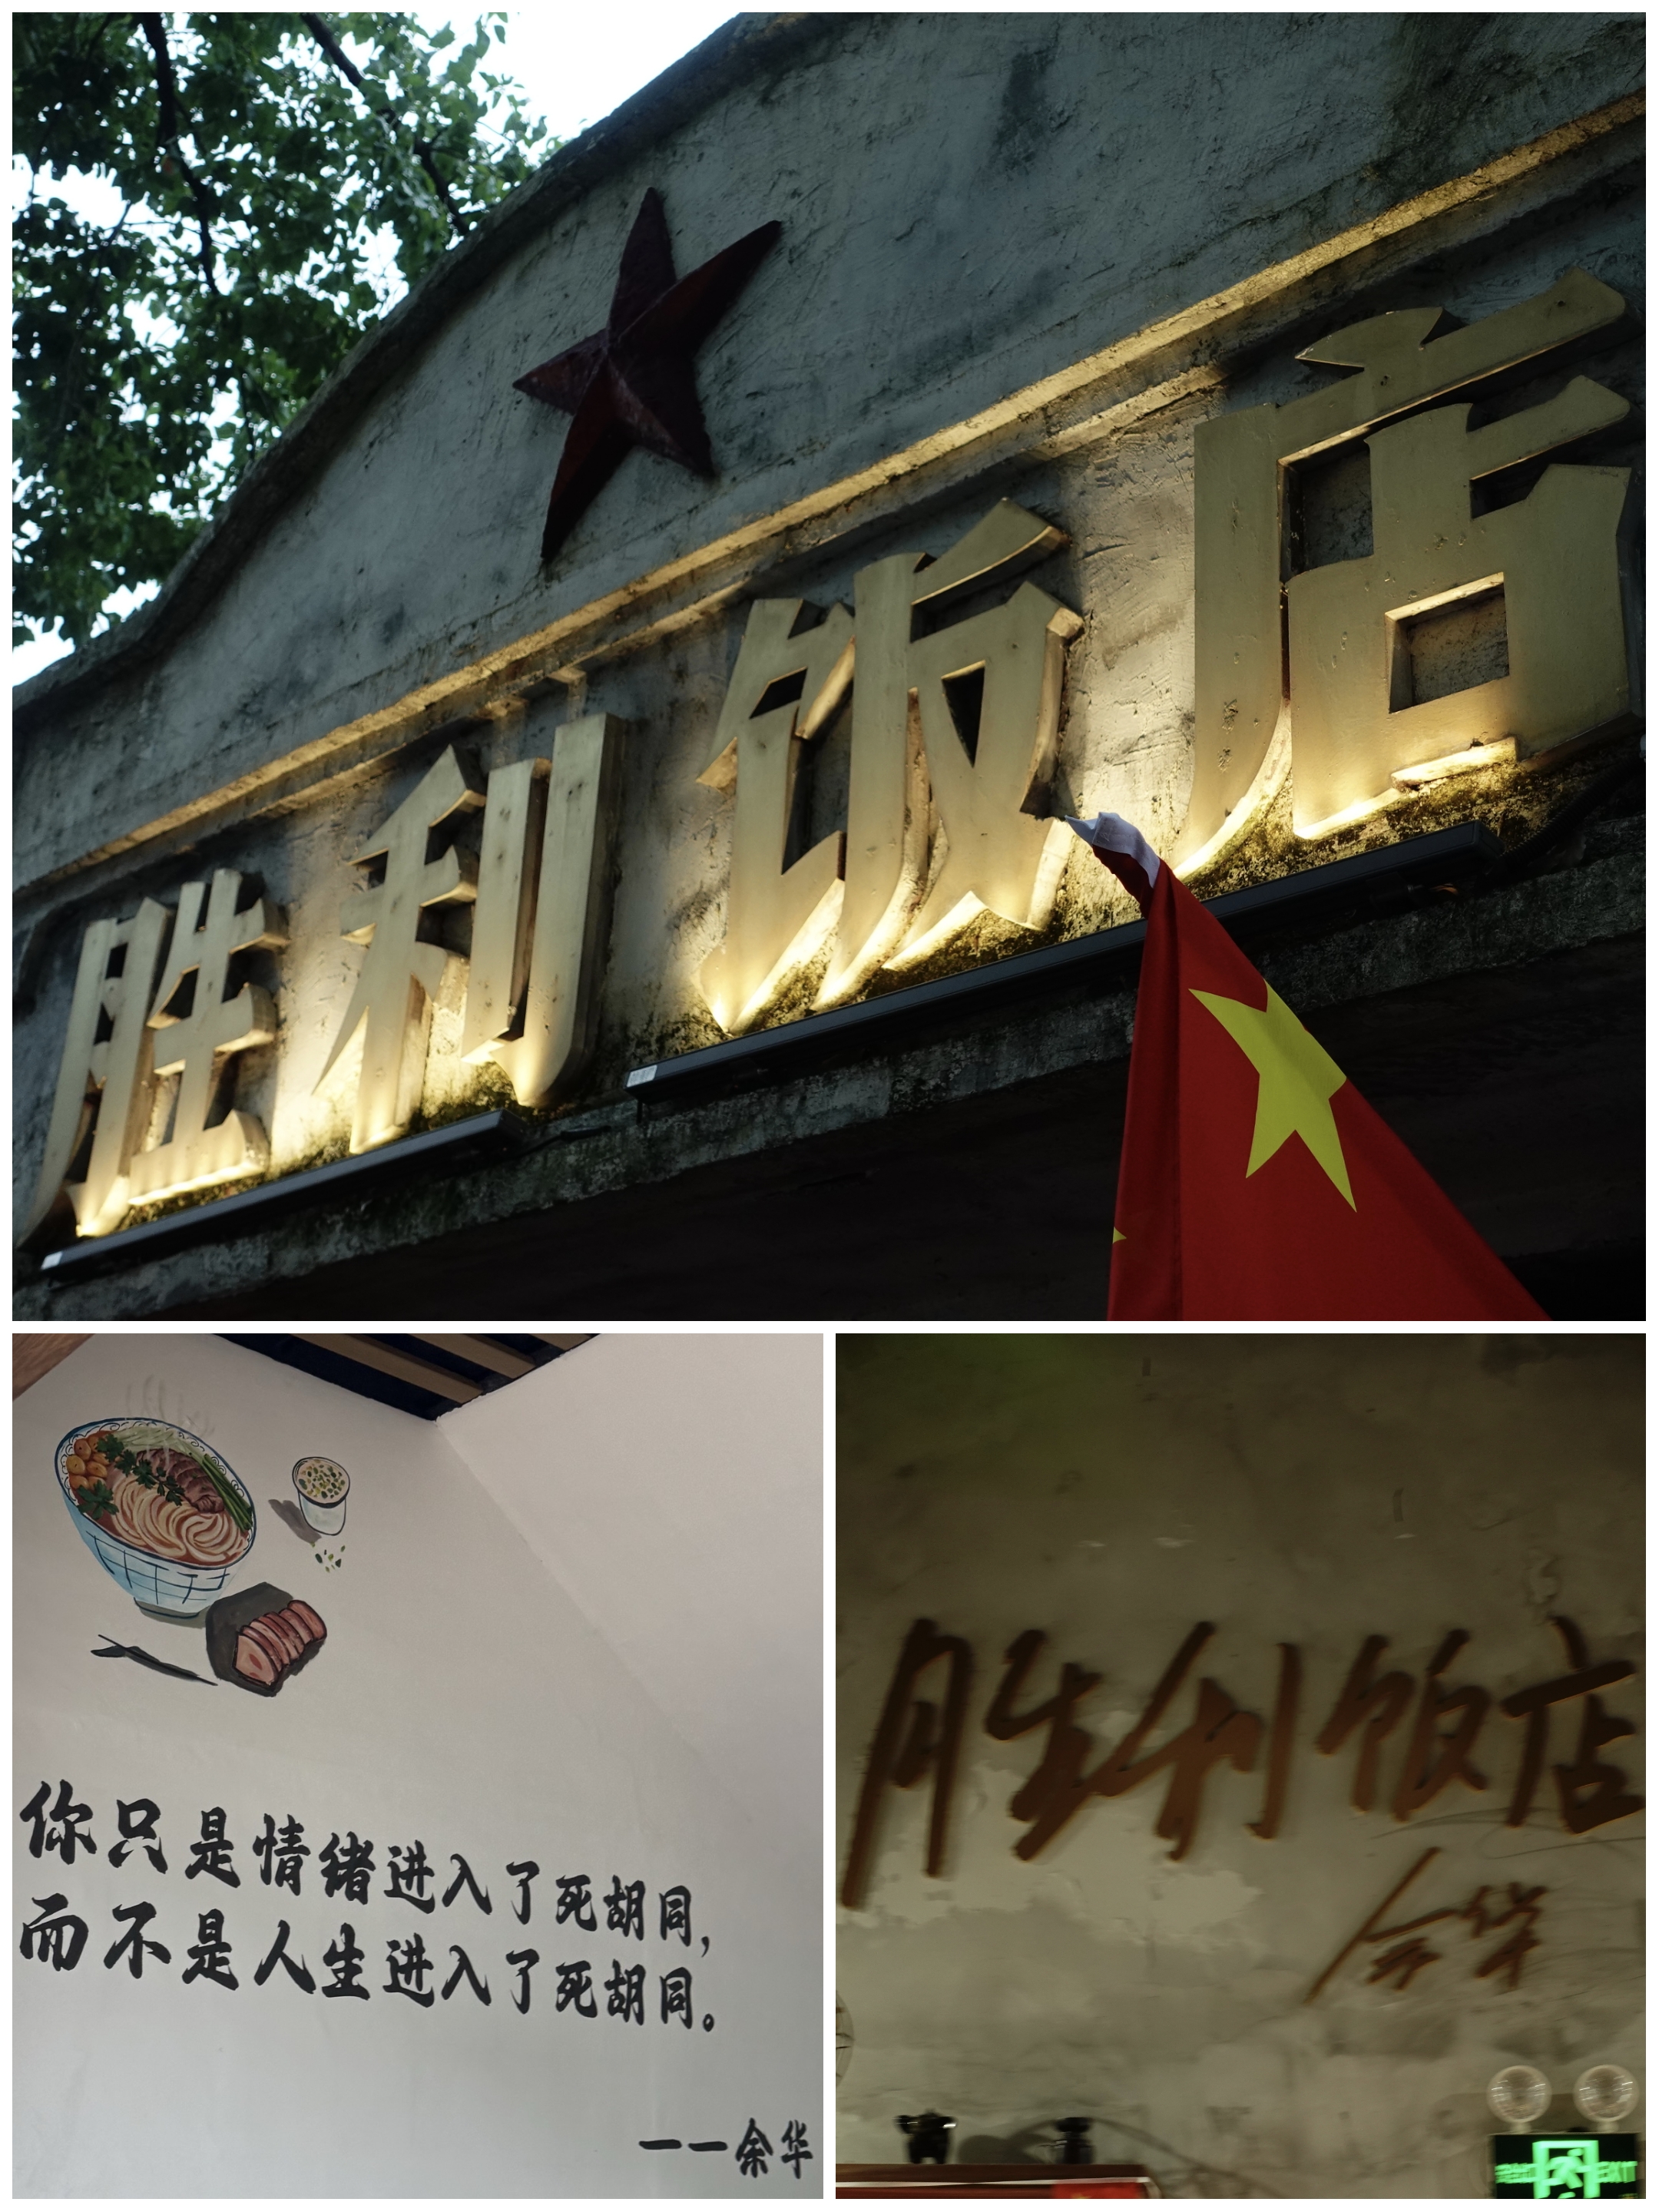 胜利饭店
你只是情绪进入了死胡同,
而不是人生进入了死胡同。
——余华
胜利饭店
余华
EXIT